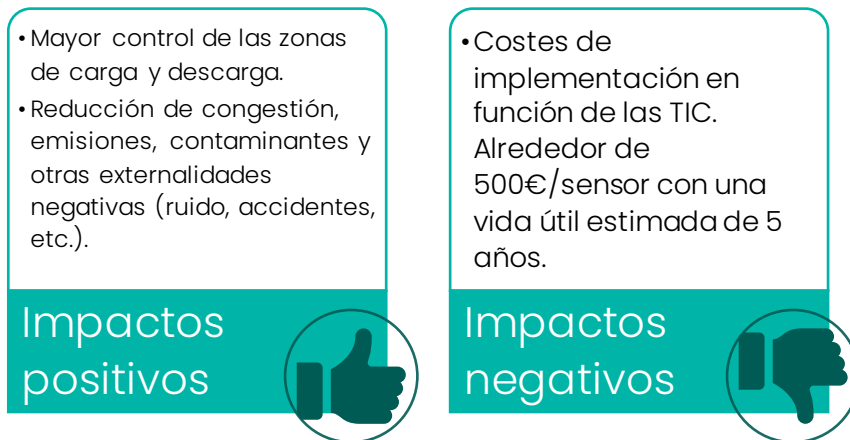 • Mayor control de las zonas
de carga y descarga.
• Reducción de congestión,
emisiones, contaminantes y
otras externalidades
negativas (ruido, accidentes,
etc.).
Impactos
positivos
• Costes de
implementación en
función de las TIC.
Alrededor de
500€/sensor con una
vida útil estimada de 5
años.
Impactos
negativos